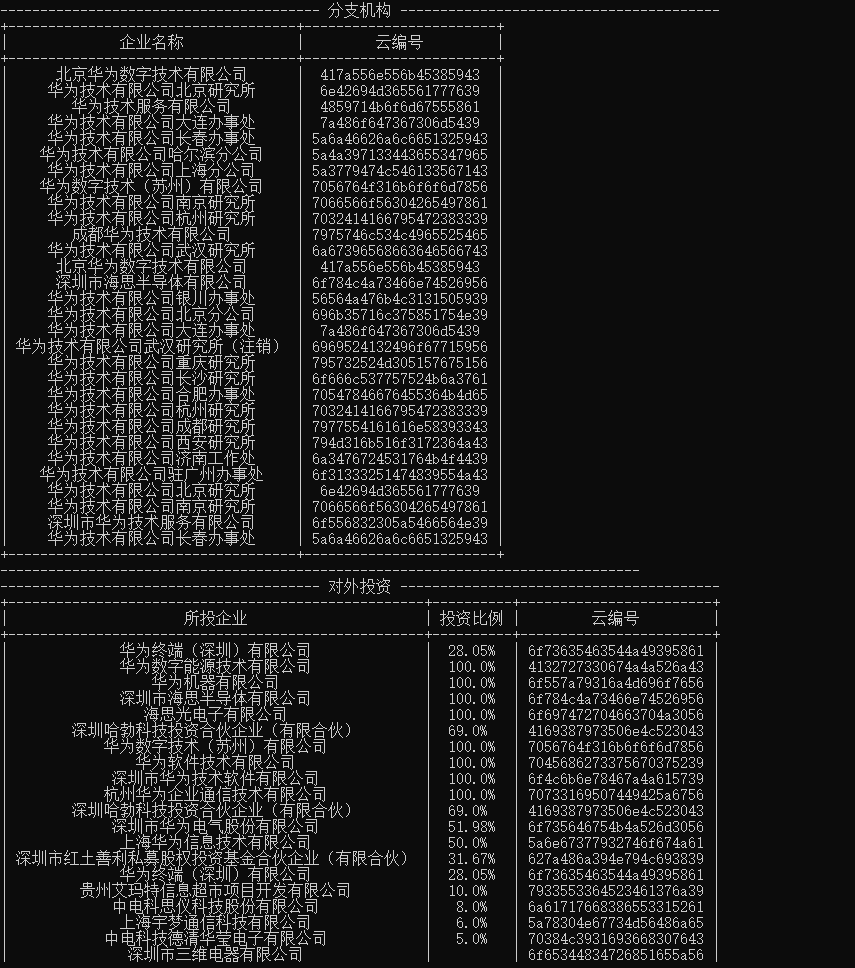 分支机构
企业名称 云编号
北京华为数字技术有限公司 417a556e556b45385943
华为技术有限公司北京研究所 6e42694d365561777639
华为技术服务有限公司 4859714b6f6d67555861
华为技术有限公司大连办事处 7a486f647367306d5439
华为技术有限公司长春办事处 5a6a46626a6c6651325943
华为技术有限公司哈尔滨分公司 5a4a397133443655347965
华为技术有限公司上海分公司 5a3779474c546133567143
华为数字技术（苏州）有限公司 7056764f316b6f6f6d7856
华为技术有限公司南京研究所 7066566f56304265497861
华为技术有限公司杭州研究所 7032414166795472383339
成都华为技术有限公司 7975746c534c4965525465
华为技术有限公司武汉研究所 6a67396568663646566743
北京华为数字技术有限公司 417a556e556b45385943
深圳市海思半导体有限公司 6f784c4a73466e74526956
华为技术有限公司银川办事处 56564a476b4c3131505939
华为技术有限公司北京分公司 696b35716c375851754e39
华为技术有限公司大连办事处 7a486f647367306d5439
华为技术有限公司武汉研究所（注销） 6969524132496f67715956
华为技术有限公司重庆研究所 795732524d305157675156
华为技术有限公司长沙研究所 6f666c537757524b6a3761
华为技术有限公司合肥办事处 70547846676455364b4d65
华为技术有限公司杭州研究所 7032414166795472383339
华为技术有限公司成都研究所 7977554161616e58393343
华为技术有限公司西安研究所 794d316b516f3172364a43
华为技术有限公司济南工作处 6a3476724531764b4f4439
华为技术有限公司驻广州办事处 6f31333251474839554a43
华为技术有限公司北京研究所 6e42694d365561777639
华为技术有限公司南京研究所 7066566f56304265497861
深圳市华为技术服务有限公司 6f556832305a5466564e39
华为技术有限公司长春办事处 5a6a46626a6c6651325943
对外投资
所投企业 投资比例 云编号
华为终端（深圳）有限公司 28.05% 6f73635463544a49395861
华为数字能源技术有限公司 100.0% 4132727330674a4a526a43
华为机器有限公司 100.0% 6f557a79316a4d696f7656
深圳市海思半导体有限公司 100.0% 6f784c4a73466e74526956
海思光电子有限公司 100.0% 6f697472704663704a3056
深圳哈勃科技投资合伙企业（有限合伙） 69.0% 4169387973506e4c523043
华为数字技术（苏州）有限公司 100.0% 7056764f316b6f6f6d7856
华为软件技术有限公司 100.0% 7045686273375670375239
深圳市华为技术软件有限公司 100.0% 6f4c6b6e78467a4a615739
杭州华为企业通信技术有限公司 100.0% 70733169507449425a6756
深圳哈勃科技投资合伙企业（有限合伙） 69.0% 4169387973506e4c523043
深圳市华为电气股份有限公司 51.98% 6f735646754b4a526d3056
上海华为信息技术有限公司 50.0% 5a6e67377932746f674a61
深圳市红土善利私募股权投资基金合伙企业（有限合伙） 31.67% 627a486a394e794c693839
华为终端（深圳）有限公司 28.05% 6f73635463544a49395861
贵州艾玛特信息超市项目开发有限公司 10.0% 7933553364523461376a39
中电科思仪科技股份有限公司 8.0% 6a61717668386553315261
上海宇梦通信科技有限公司 6.0% 5a78304e67734d56486a65
中电科技德清华莹电子有限公司 5.0% 70384c3931693668307643
深圳市三维电器有限公司 6f65344834726851655a56